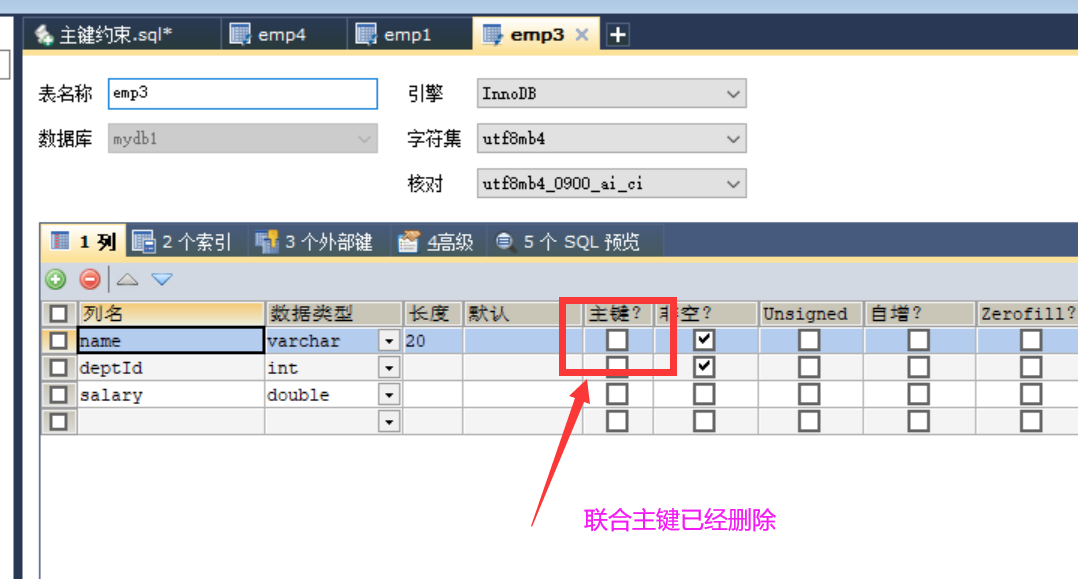 主键约束.sql* emp4 emp1 emp3
表名称 emp3 引擎 InnoDB
数据库 mydb1 字符集 utf8mb4
核对 utf8mb4_0900_ai_ci
1 列 2 个索引 3 个外部键 4高级 5 个 SQL 预览
列名 数据类型 长度 默认 主键? 非空? Unsigned 自增? Zerofill?
name varchar 20
deptId int
salary double
联合主键已经删除